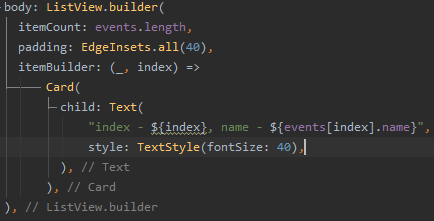 body: ListView.builder(
itemCount: events.length,
padding: EdgeInsets.all(40),
itemBuilder: (_, index) =>
Card(
child: Text(
"index - ${index}, name - ${events[index].name}",
style: TextStyle(fontSize: 40),
), // Text
), // Card
), // ListView.builder